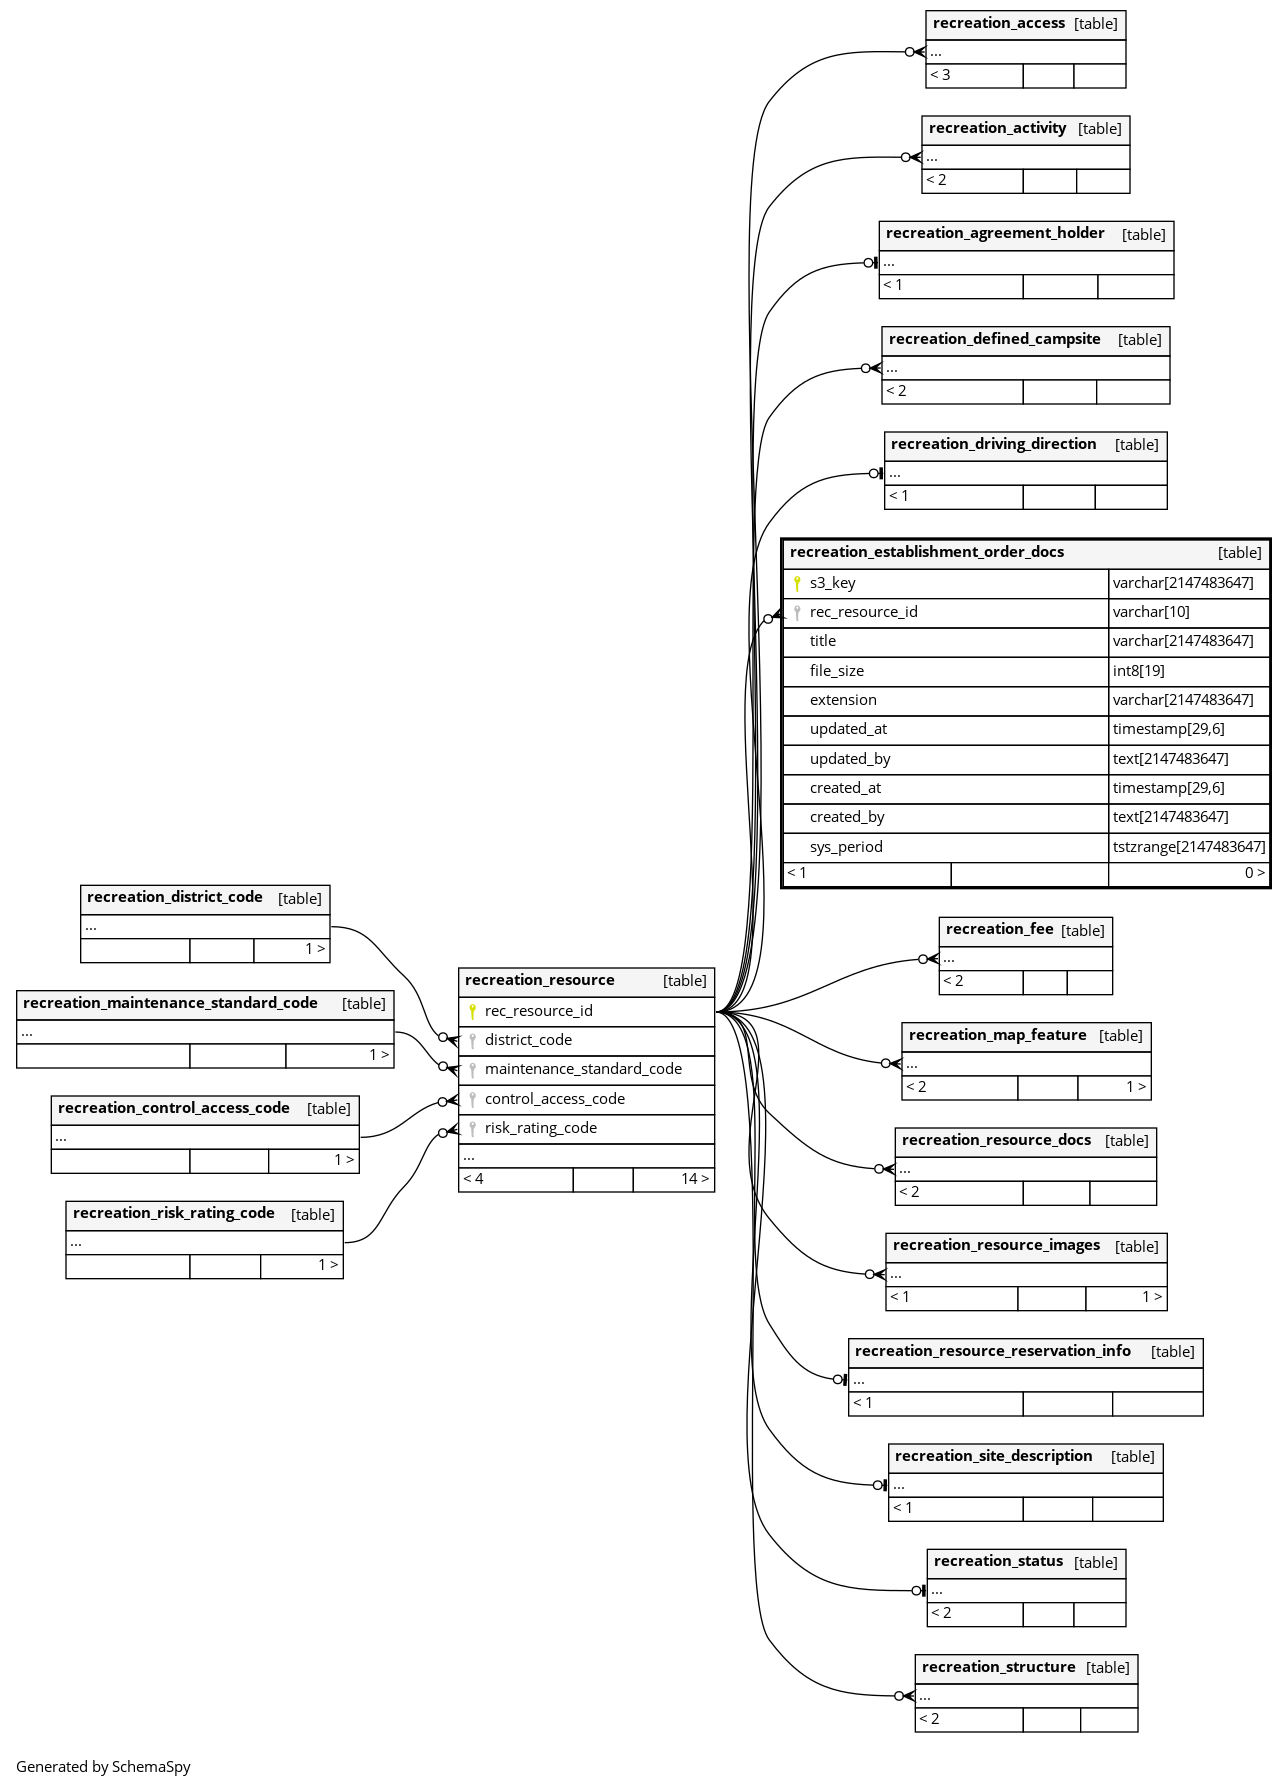 recreation_access [table]
...
< 3
recreation_activity [table]
...
< 2
recreation_agreement_holder [table]
...
< 1
recreation_defined_campsite [table]
...
< 2
recreation_driving_direction [table]
...
< 1
recreation_establishment_order_docs [table]
s3_key varchar[2147483647]
rec_resource_id varchar[10]
title varchar[2147483647]
file_size int8[19]
extension varchar[2147483647]
updated_at timestamp[29,6]
updated_by text[2147483647]
created_at timestamp[29,6]
created_by text[2147483647]
sys_period tstzrange[2147483647]
< 1 0 >
recreation_district_code [table]
...
1 >
recreation_maintenance_standard_code [table]
...
1 >
recreation_control_access_code [table]
...
1 >
recreation_risk_rating_code [table]
...
1 >
recreation_resource [table]
rec_resource_id
district_code
maintenance_standard_code
control_access_code
risk_rating_code
...
< 4 14 >
recreation_fee [table]
...
< 2
recreation_map_feature [table]
...
< 2 1 >
recreation_resource_docs [table]
...
< 2
recreation_resource_images [table]
...
< 1 1 >
recreation_resource_reservation_info [table]
...
< 1
recreation_site_description [table]
...
< 1
recreation_status [table]
...
< 2
recreation_structure [table]
...
< 2
Generated by SchemaSpy